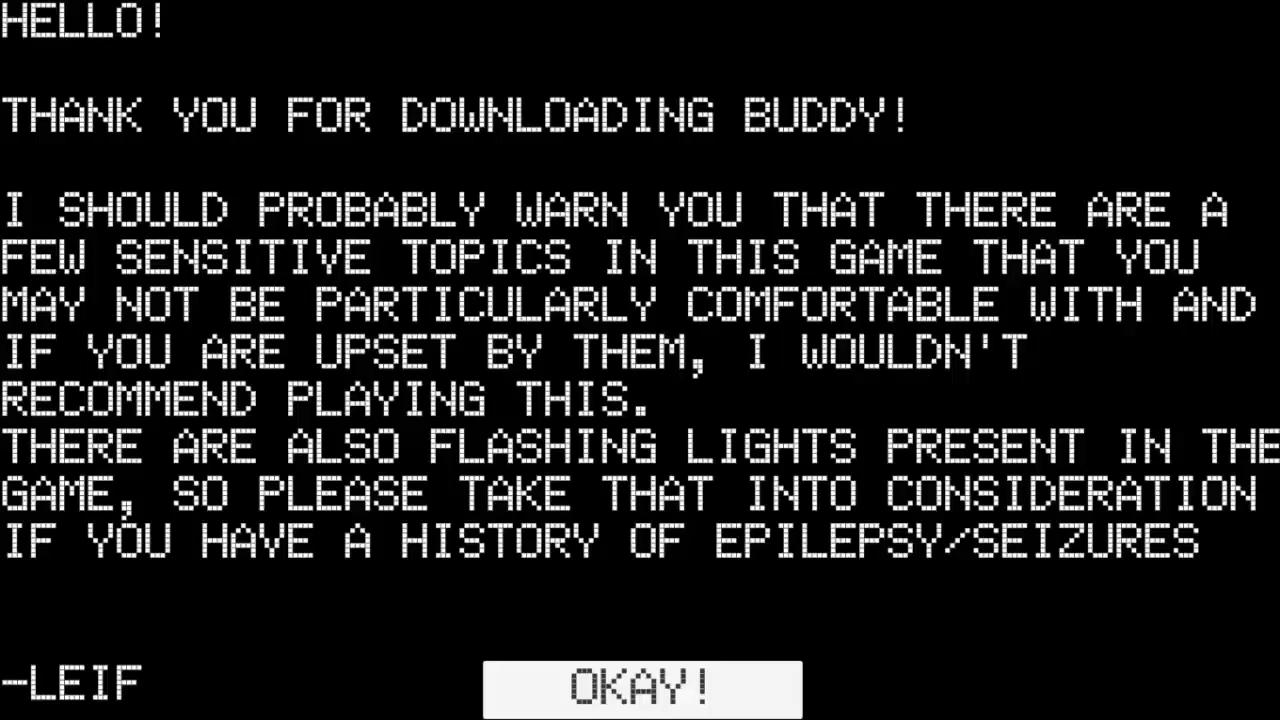 HELLO!
THANK YOU FOR DOWNLOADING BUDDY!
I SHOULD PROBABLY WARN YOU THAT THERE ARE A
FEW SENSITIVE TOPICS IN THIS GAME THAT YOU
MAY NOT BE PARTICULARLY COMFORTABLE WITH AND
IF YOU ARE UPSET BY THEM, I WOULDN'T
RECOMMEND PLAYING THIS.
THERE ARE ALSO FLASHING LIGHTS PRESENT IN THE
GAME, SO PLEASE TAKE THAT INTO CONSIDERATION
IF YOU HAVE A HISTORY OF EPILEPSY/SEIZURES
-LEIF
OKAY!